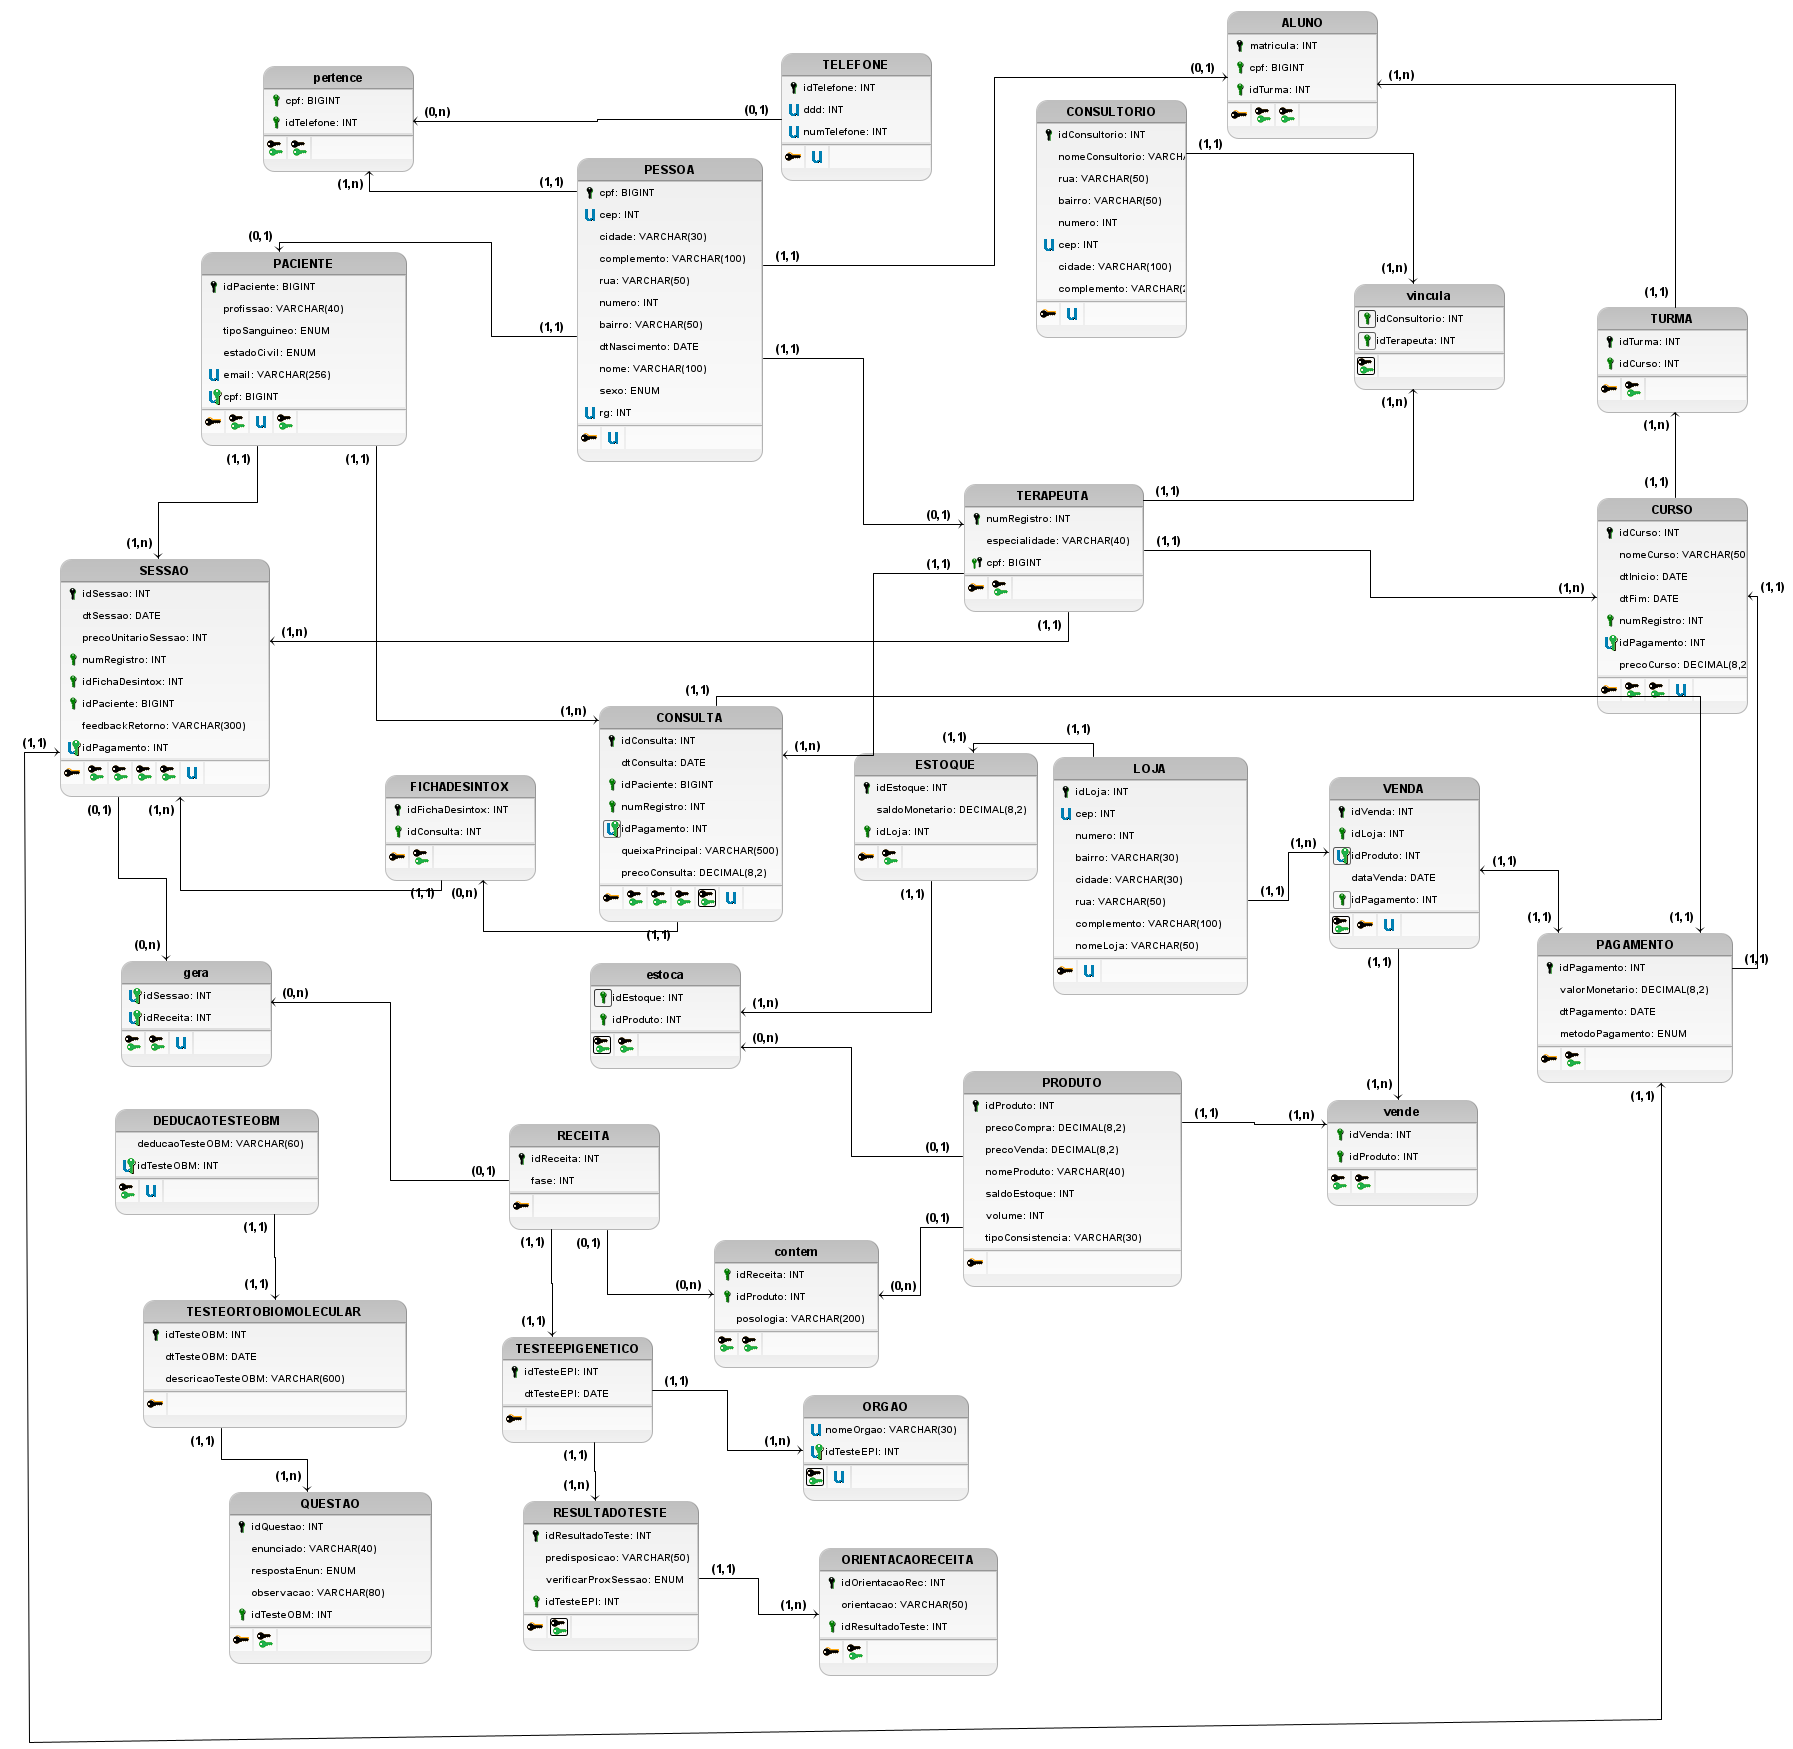 ALUNO
matricula: INT
cpf: BIGINT
idTurma: INT
(0,1)
(1,n)
TELEFONE
idTelefone: INT
ddd: INT
numTelefone: INT
(0,1)
pertence
cpf: BIGINT
idTelefone: INT
(0,n)
(1,n)
CONSULTORIO
idConsultorio: INT
nomeConsultorio: VARCHA
rua: VARCHAR(50)
bairro: VARCHAR(50)
numero: INT
cep: INT
cidade: VARCHAR(100)
complemento: VARCHAR(2
(1,1)
PESSOA
cpf: BIGINT
cep: INT
cidade: VARCHAR(30)
complemento: VARCHAR(100)
rua: VARCHAR(50)
numero: INT
bairro: VARCHAR(50)
dtNascimento: DATE
nome: VARCHAR(100)
sexo: ENUM
rg: INT
(1,1)
(1,1)
(1,1)
(1,1)
(0,1)
PACIENTE
idPaciente: BIGINT
profissao: VARCHAR(40)
tipoSanguineo: ENUM
estadoCivil: ENUM
email: VARCHAR(256)
cpf: BIGINT
(1,1)
(1,1)
(1,n)
vincula
idConsultorio: INT
idTerapeuta: INT
(1,n)
(1,1)
TURMA
idTurma: INT
idCurso: INT
(1,n)
(1,1)
CURSO
idCurso: INT
nomeCurso: VARCHAR(50
dtInicio: DATE
dtFim: DATE
numRegistro: INT
idPagamento: INT
precoCurso: DECIMAL(8,2
(1,n)
(1,1)
(0,1)
TERAPEUTA
numRegistro: INT
especialidade: VARCHAR(40)
cpf: BIGINT
(1,1)
(1,1)
(1,1)
(1,1)
(1,n)
SESSAO
idSessao: INT
dtSessao: DATE
precoUnitarioSessao: INT
numRegistro: INT
idFichaDesintox: INT
idPaciente: BIGINT
feedbackRetorno: VARCHAR(300)
idPagamento: INT
(1,n)
(1,1)
(0,1)
(1,n)
(1,1)
(1,n)
CONSULTA
idConsulta: INT
dtConsulta: DATE
idPaciente: BIGINT
numRegistro: INT
idPagamento: INT
queixaPrincipal: VARCHAR(500)
precoConsulta: DECIMAL(8,2)
(1,n)
(1,1)
FICHADESINTOX
idFichaDesintox: INT
idConsulta: INT
(1,1)
(0,n)
(1,1)
ESTOQUE
idEstoque: INT
saldoMonetario: DECIMAL(8,2)
idLoja: INT
(1,1)
(1,1)
LOJA
idLoja: INT
cep: INT
numero: INT
bairro: VARCHAR(30)
cidade: VARCHAR(30)
rua: VARCHAR(50)
complemento: VARCHAR(100)
nomeLoja: VARCHAR(50)
(1,1)
(1,n)
VENDA
idVenda: INT
idLoja: INT
idProduto: INT
dataVenda: DATE
idPagamento: INT
(1,1)
(1,1)
(1,1)
(1,1)
PAGAMENTO
idPagamento: INT
valorMonetario: DECIMAL(8,2)
dtPagamento: DATE
metodoPagamento: ENUM
(1,1)
(1,1)
(0,n)
gera
idSessao: INT
idReceita: INT
(0,n)
estoca
idEstoque: INT
idProduto: INT
(1,n)
(0,n)
(1,n)
vende
idVenda: INT
idProduto: INT
(1,n)
PRODUTO
idProduto: INT
precoCompra: DECIMAL(8,2)
precoVenda: DECIMAL(8,2)
nomeProduto: VARCHAR(40)
saldoEstoque: INT
volume: INT
tipoConsistencia: VARCHAR(30)
(1,1)
(0,1)
(0,1)
DEDUCAOTESTEOBM
deducaoTesteOBM: VARCHAR(60)
idTesteOBM: INT
(1,1)
RECEITA
idReceita: INT
fase: INT
(0,1)
(1,1)
(0,1)
contem
idReceita: INT
idProduto: INT
posologia: VARCHAR(200)
(0,n)
(0,n)
(1,1)
TESTEORTOBIOMOLECULAR
idTesteOBM: INT
dtTesteOBM: DATE
descricaoTesteOBM: VARCHAR(600)
(1,1)
(1,1)
TESTEEPIGENETICO
idTesteEPI: INT
dtTesteEPI: DATE
(1,1)
(1,1)
ORGAO
nomeOrgao: VARCHAR(30)
idTesteEPI: INT
(1,n)
(1,n)
QUESTAO
idQuestao: INT
enunciado: VARCHAR(40)
respostaEnun: ENUM
observacao: VARCHAR(80)
idTesteOBM: INT
(1,n)
RESULTADOTESTE
idResultadoTeste: INT
predisposicao: VARCHAR(50)
verificarProxSessao: ENUM
idTesteEPI: INT
(1,1)
(1,n)
ORIENTACAORECEITA
idOrientacaoRec: INT
orientacao: VARCHAR(50)
idResultadoTeste: INT